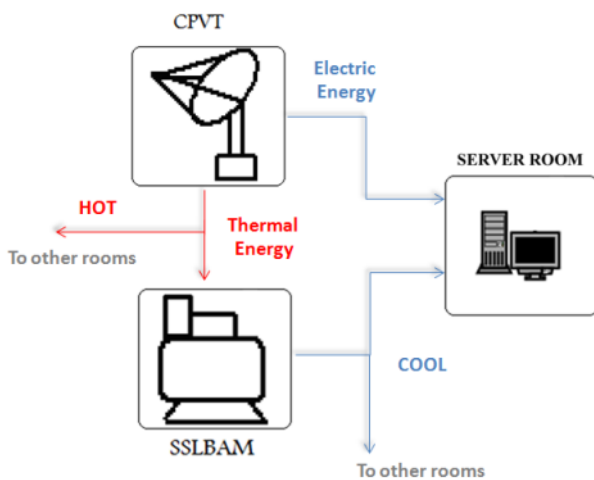 CPVT
Electric
Energy
SERVER ROOM
HOT
Thermal
Energy
To other rooms
COOL
SSLBAM
To other rooms